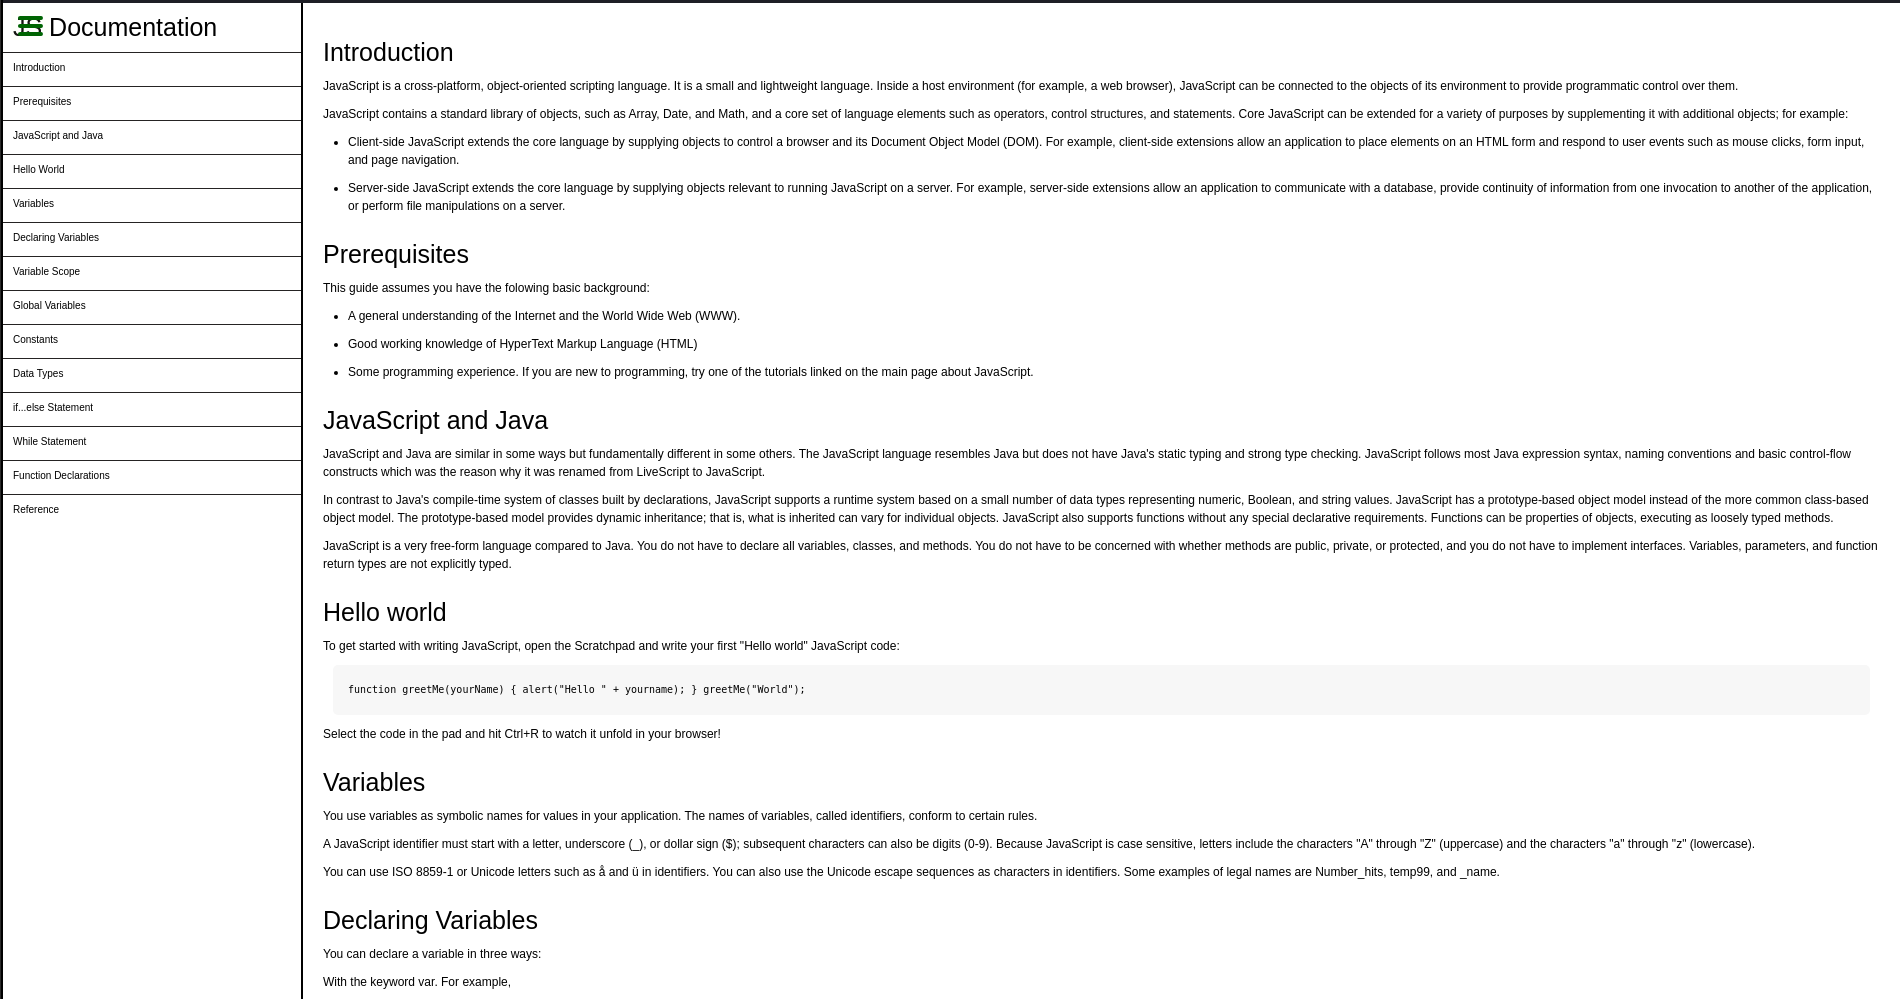 JS Documentation
Introduction
Prerequisites
JavaScript and Java
Hello World
Variables
Declaring Variables
Variable Scope
Global Variables
Constants
Data Types
if...else Statement
While Statement
Function Declarations
Reference
Introduction
JavaScript is a cross-platform, object-oriented scripting language. It is a small and lightweight language. Inside a host environment (for example, a web browser), JavaScript can be connected to the objects of its environment to provide programmatic control over them.
JavaScript contains a standard library of objects, such as Array, Date, and Math, and a core set of language elements such as operators, control structures, and statements. Core JavaScript can be extended for a variety of purposes by supplementing it with additional objects; for example:
• Client-side JavaScript extends the core language by supplying objects to control a browser and its Document Object Model (DOM). For example, client-side extensions allow an application to place elements on an HTML form and respond to user events such as mouse clicks, form input,
and page navigation.
• Server-side JavaScript extends the core language by supplying objects relevant to running JavaScript on a server. For example, server-side extensions allow an application to communicate with a database, provide continuity of information from one invocation to another of the application,
or perform file manipulations on a server.
Prerequisites
This guide assumes you have the folowing basic background:
• A general understanding of the Internet and the World Wide Web (WWW).
• Good working knowledge of HyperText Markup Language (HTML)
• Some programming experience. If you are new to programming, try one of the tutorials linked on the main page about JavaScript.
JavaScript and Java
JavaScript and Java are similar in some ways but fundamentally different in some others. The JavaScript language resembles Java but does not have Java's static typing and strong type checking. JavaScript follows most Java expression syntax, naming conventions and basic control-flow
constructs which was the reason why it was renamed from LiveScript to JavaScript.
In contrast to Java's compile-time system of classes built by declarations, JavaScript supports a runtime system based on a small number of data types representing numeric, Boolean, and string values. JavaScript has a prototype-based object model instead of the more common class-based
object model. The prototype-based model provides dynamic inheritance; that is, what is inherited can vary for individual objects. JavaScript also supports functions without any special declarative requirements. Functions can be properties of objects, executing as loosely typed methods.
JavaScript is a very free-form language compared to Java. You do not have to declare all variables, classes, and methods. You do not have to be concerned with whether methods are public, private, or protected, and you do not have to implement interfaces. Variables, parameters, and function
return types are not explicitly typed.
Hello world
To get started with writing JavaScript, open the Scratchpad and write your first "Hello world" JavaScript code:
function greetMe(yourName) { alert("Hello " + yourname); } greetMe("World");
Select the code in the pad and hit Ctrl+R to watch it unfold in your browser!
Variables
You use variables as symbolic names for values in your application. The names of variables, called identifiers, conform to certain rules.
A JavaScript identifier must start with a letter, underscore (_), or dollar sign ($); subsequent characters can also be digits (0-9). Because JavaScript is case sensitive, letters include the characters "A" through "Z" (uppercase) and the characters "a" through "z" (lowercase).
You can use ISO 8859-1 or Unicode letters such as å and ü in identifiers. You can also use the Unicode escape sequences as characters in identifiers. Some examples of legal names are Number_hits, temp99, and _name.
Declaring Variables
You can declare a variable in three ways:
With the keyword var. For example,